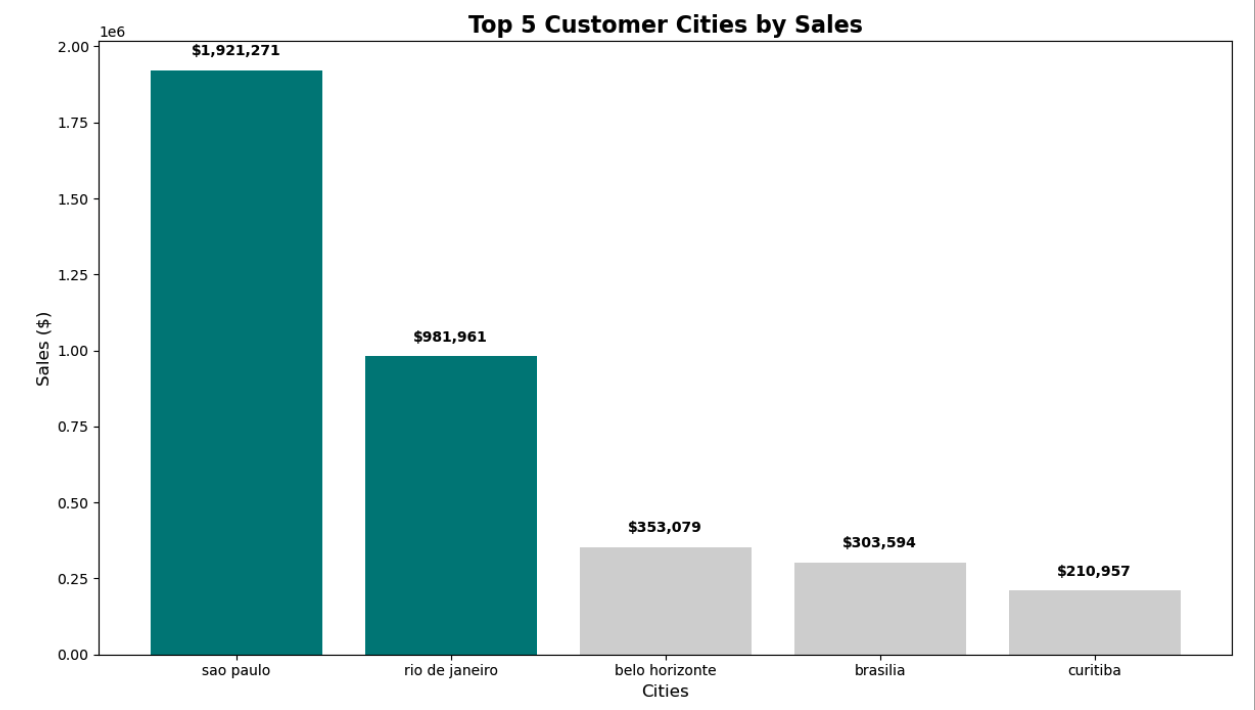 Top 5 Customer Cities by Sales
1e6
2.00
1.75
1.50
1.25
1.00
0.75
0.50
0.25
0.00
Sales ($)
$1,921,271
$981,961
$353,079
$303,594
$210,957
sao paulo
rio de janeiro
belo horizonte
brasilia
curitiba
Cities